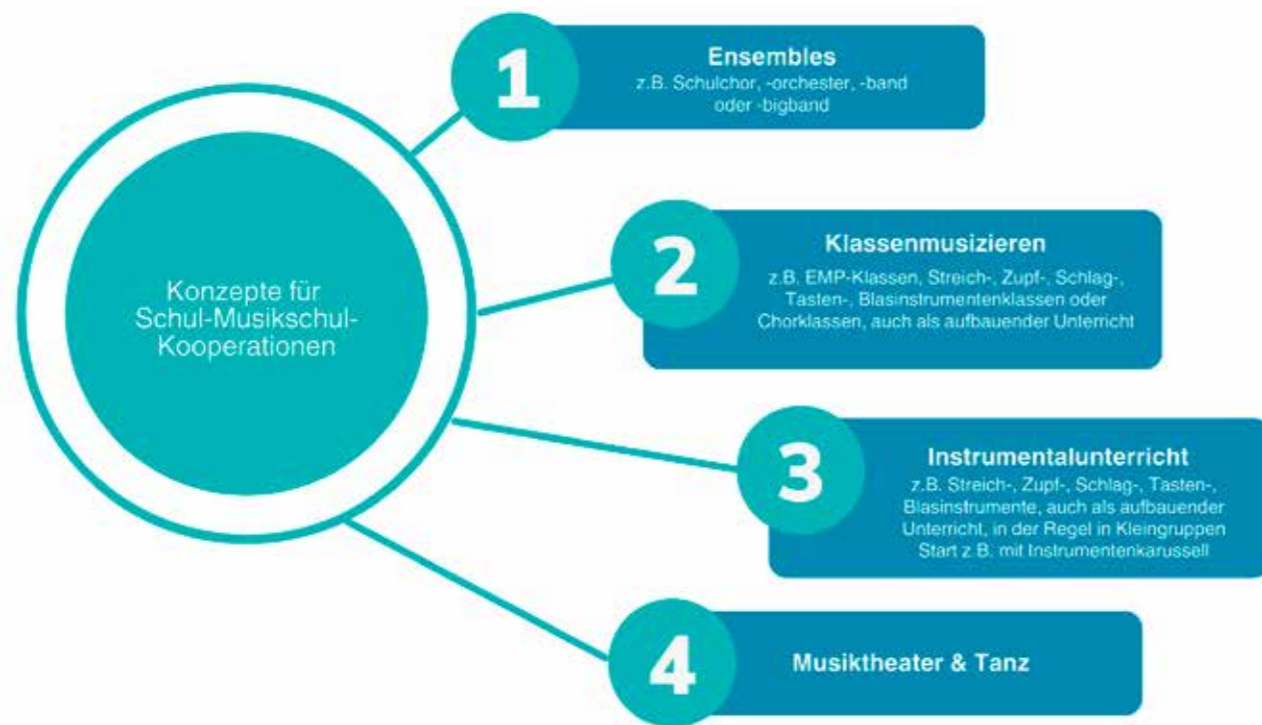 Konzepte für
Schul-Musikschul-
Kooperationen
1
Ensembles
z.B. Schulchor, -orchester, -band
oder -bigband
2
Klassenmusizieren
z.B. EMP-Klassen, Streich-, Zupf-, Schlag-,
Tasten-, Blasinstrumentenklassen oder
Chorklassen, auch als aufbauender Unterricht
3
Instrumentalunterricht
z.B. Streich-, Zupf-, Schlag-, Tasten-,
Blasinstrumente, auch als aufbauender
Unterricht, in der Regel in Kleingruppen
Start z.B. mit Instrumentenkarussell
4
Musiktheater & Tanz